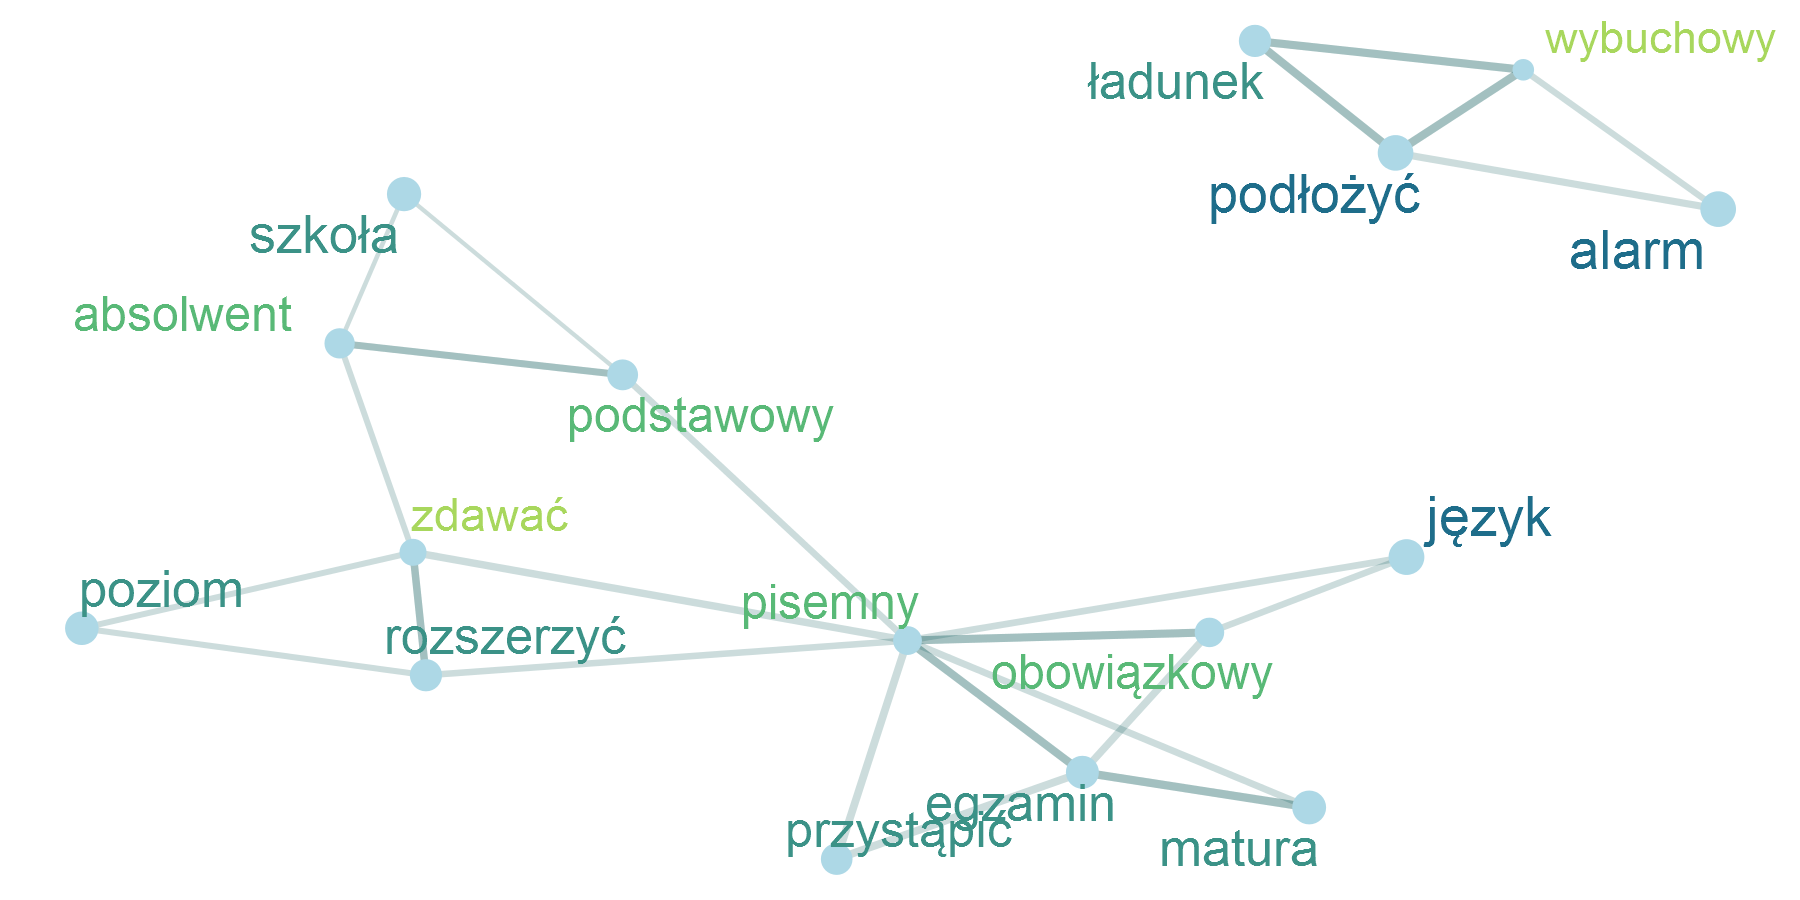 wybuchowy
ładunek
podłożyć
szkoła
alarm
absolwent
podstawowy
zdawać
język
poziom
pisemny
rozszerzyć
obowiązkowy
egzamin
przystąpić
matura